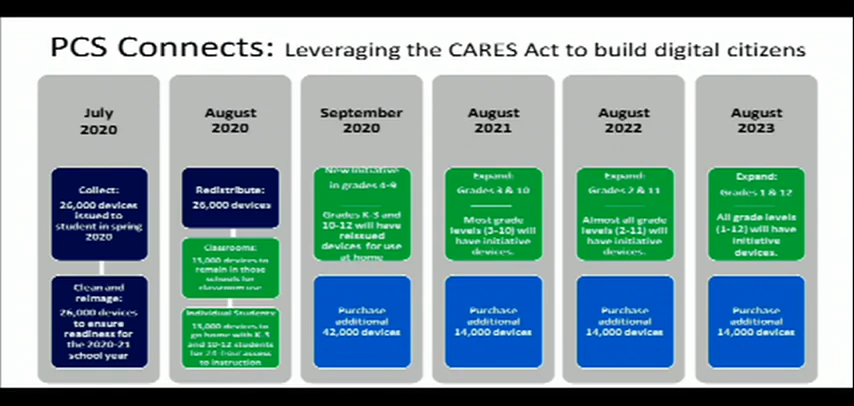 PCS Connects: Leveraging the CARES Act to build digital citizens
July
2020
Collect:
26,000 devices
issued to
student in spring
2020
Clean and
reimage:
26,000 devices
to ensure
readiness for
the 2020-21
school year
August
2020
Redistribute:
26,000 devices
Classrooms:
13,000 devices to
remain in those
schools for
classroom use
Individual Students:
13,000 devices to
go home with K-3
and 10-12 students
for 24-hour access
to instruction
September
2020
New initiative
in grades 4-9
Grades K-3 and
10-12 will have
reissued
devices for use
at home
Purchase
additional
42,000 devices
August
2021
Expand:
Grades 3 & 10
Most grade
levels (3-10) will
have initiative
devices.
Purchase
additional
14,000 devices
August
2022
Expand:
Grades 2 & 11
Almost all grade
levels (2-11) will
have initiative
devices.
Purchase
additional
14,000 devices
August
2023
Expand:
Grades 1 & 12
All grade levels
(1-12) will have
initiative
devices.
Purchase
additional
14,000 devices